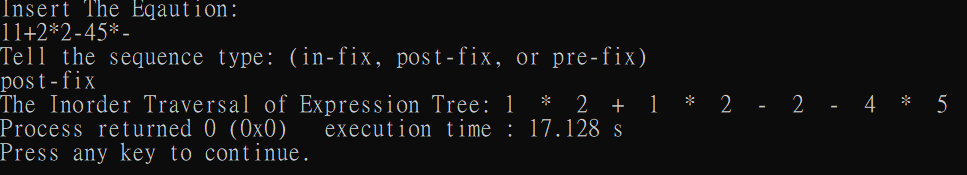 Insert The Eqaution:
11+2*2-45*-
Tell the sequence type: (in-fix, post-fix, or pre-fix)
post-fix
The Inorder Traversal of Expression Tree: 1 * 2 + 1 * 2 - 2 - 4 * 5
Process returned 0 (0x0) execution time : 17.128 s
Press any key to continue.